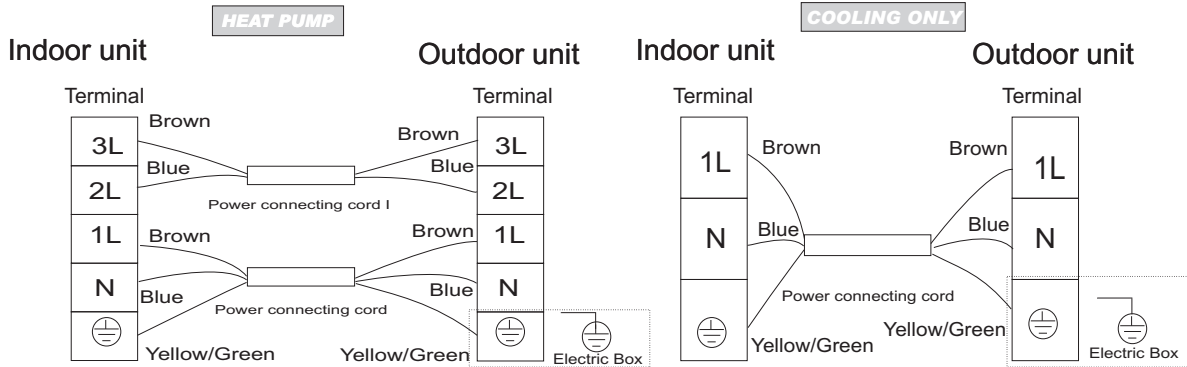 HEAT PUMP
Indoor unit
Outdoor unit
Terminal
Terminal
3L
Brown
Brown
3L
2L
Blue
Blue
2L
Power connecting cord I
1L
Brown
Brown
1L
N
Blue
Blue
N
Power connecting cord
Yellow/Green
Yellow/Green
Electric Box
COOLING ONLY
Indoor unit
Outdoor unit
Terminal
Terminal
1L
Brown
Brown
1L
N
Blue
Blue
N
Power connecting cord
Yellow/Green
Yellow/Green
Electric Box